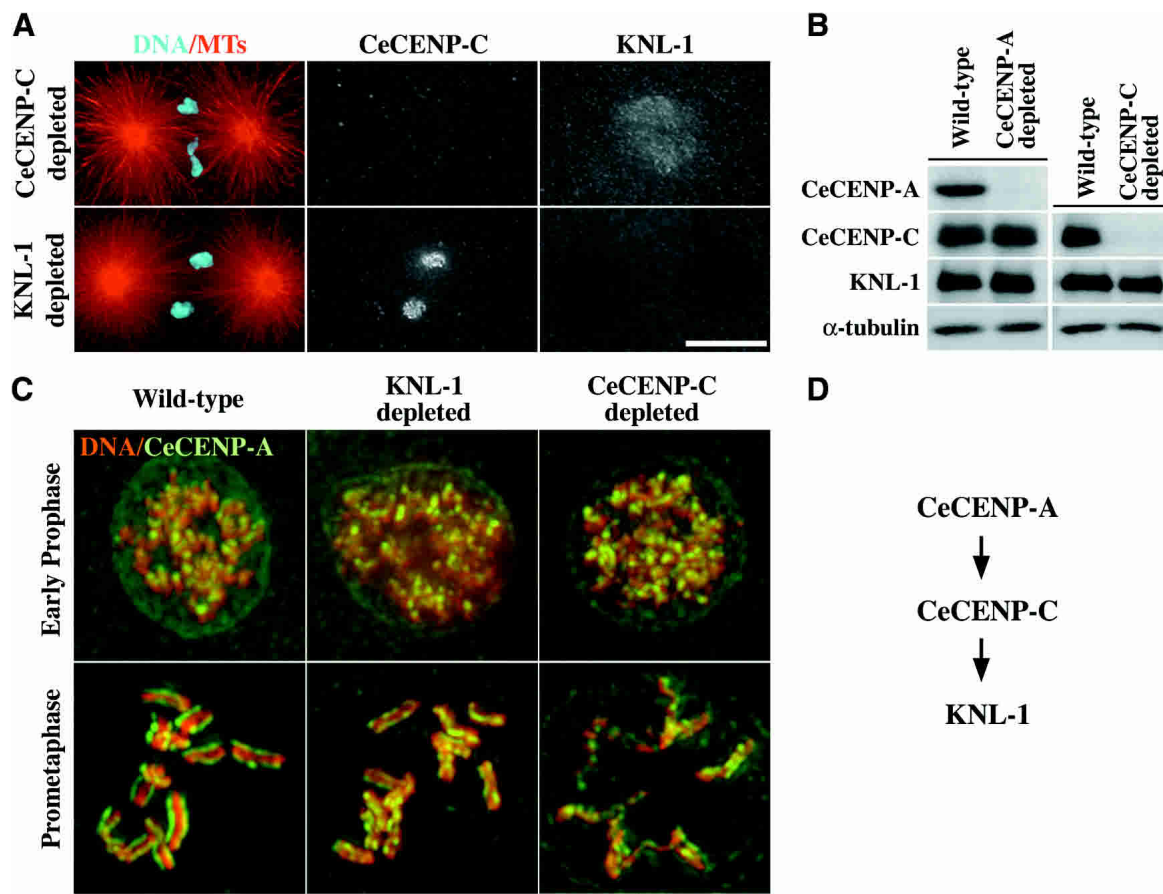 A
DNA/MTs
CeCENP-C
KNL-1
CeCENP-C
depleted
KNL-1
depleted
B
Wild-type
CeCENP-A
depleted
Wild-type
CeCENP-C
depleted
CeCENP-A
CeCENP-C
KNL-1
α-tubulin
C
Wild-type
KNL-1
depleted
CeCENP-C
depleted
DNA/CeCENP-A
Early Prophase
Prometaphase
D
CeCENP-A
CeCENP-C
KNL-1